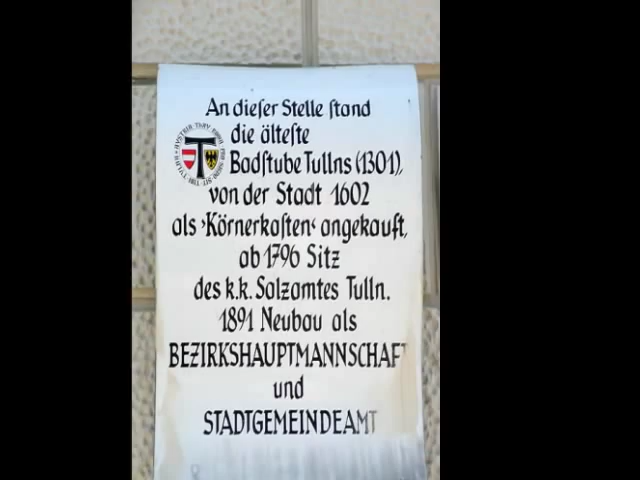 An dieſer Stelle ſtand
die älteſte
Badſtube Tullns (1301),
von der Stadt 1602
als ›Körnerkaſten‹ angekauft,
ab 1796 Sitz
des k.k. Salzamtes Tulln.
1891 Neubau als
BEZIRKSHAUPTMANNSCHAFT
und
STADTGEMEINDEAMT